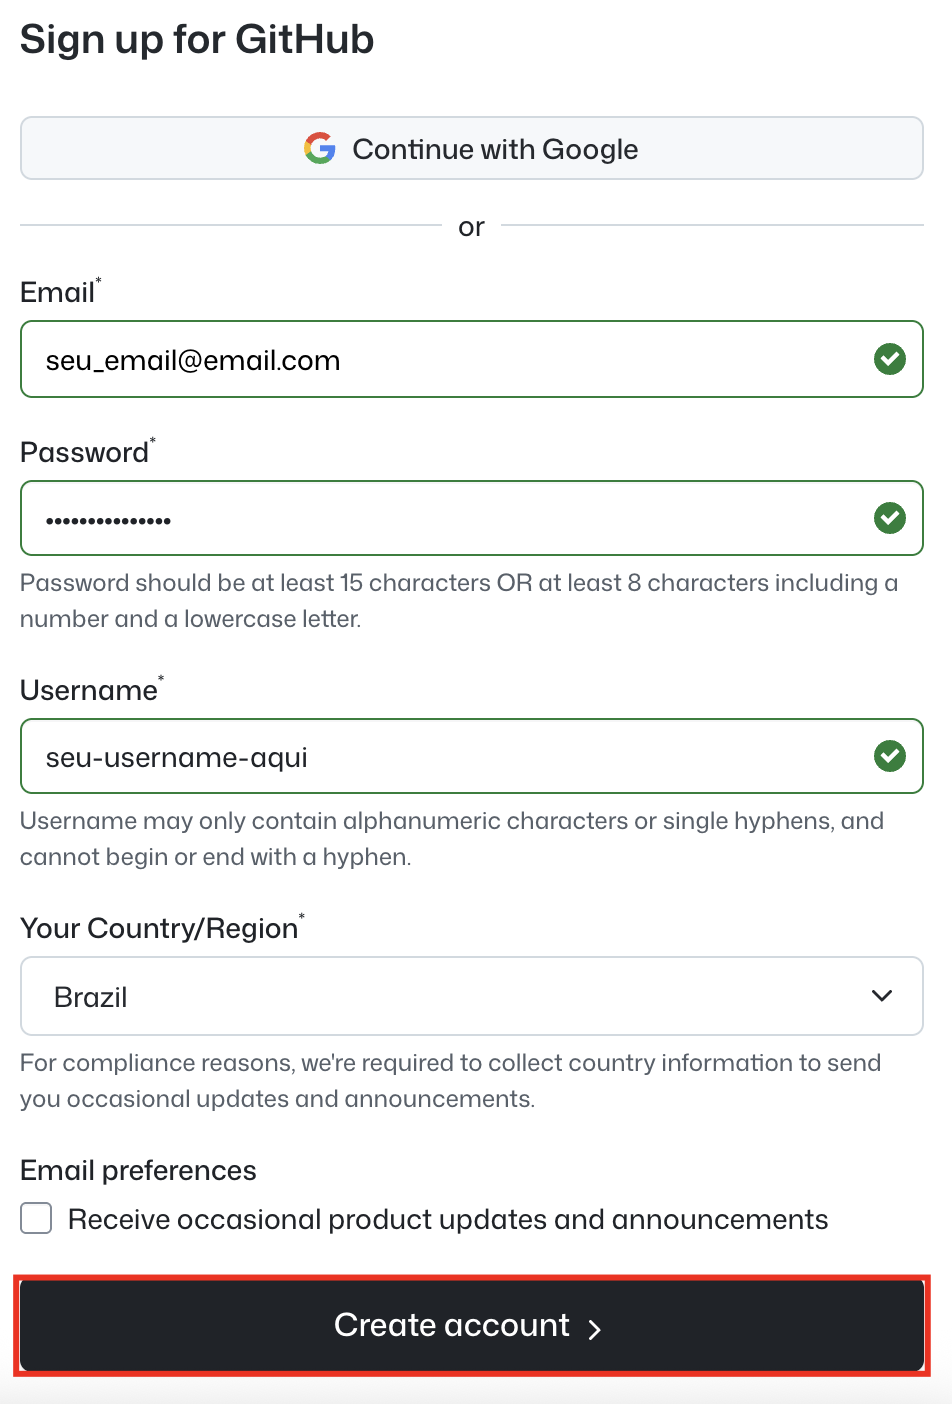 Sign up for GitHub
Continue with Google
or
Email*
seu_email@email.com
Password*
•••••••••••••••
Password should be at least 15 characters OR at least 8 characters including a
number and a lowercase letter.
Username*
seu-username-aqui
Username may only contain alphanumeric characters or single hyphens, and
cannot begin or end with a hyphen.
Your Country/Region*
Brazil
For compliance reasons, we're required to collect country information to send
you occasional updates and announcements.
Email preferences
Receive occasional product updates and announcements
Create account